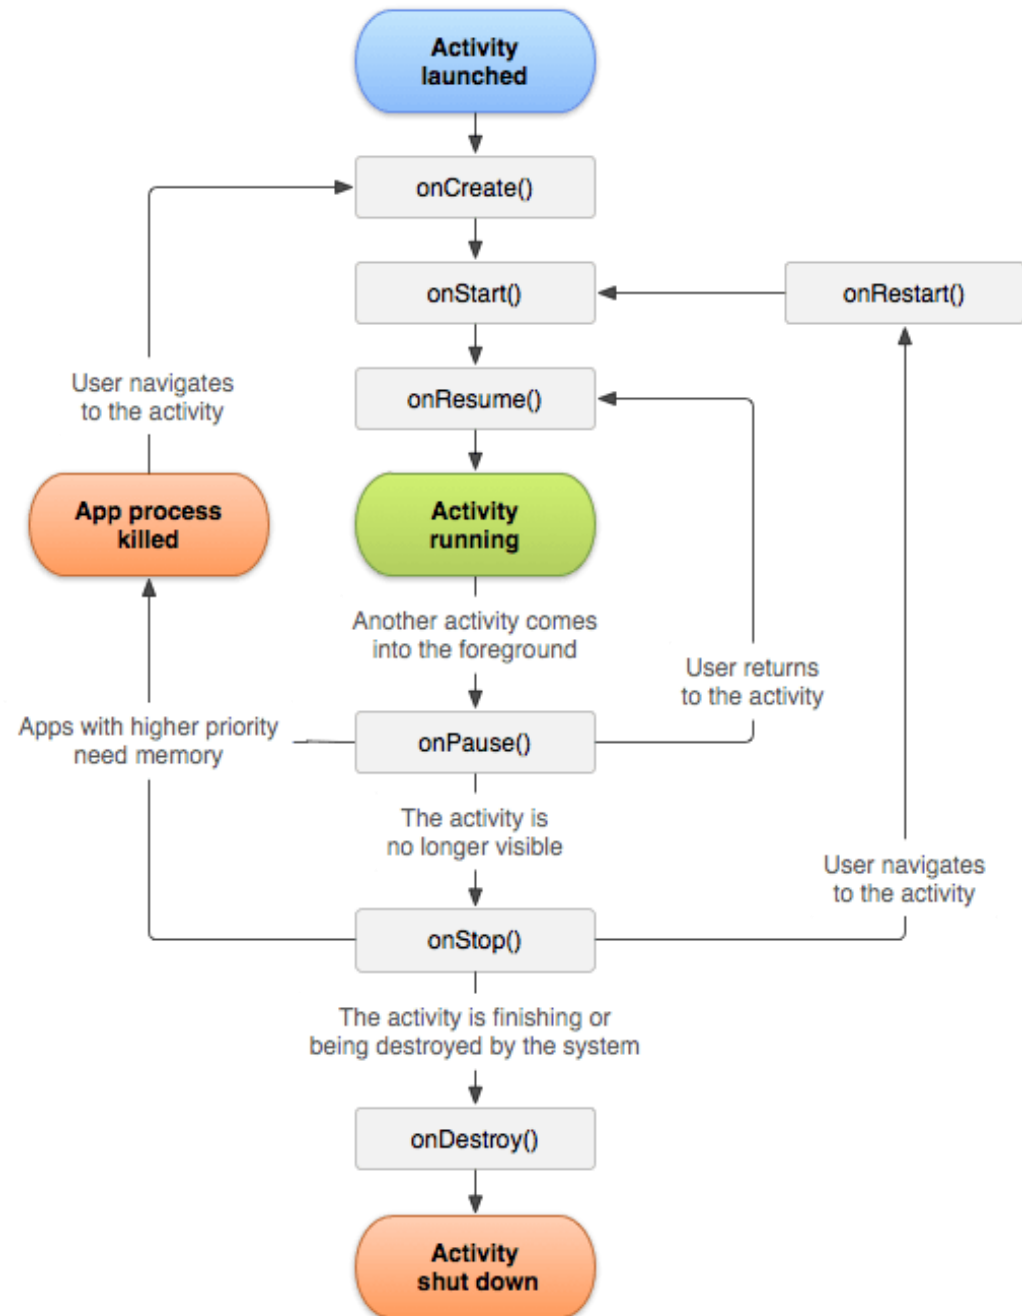 Activity
launched
onCreate()
onStart()
onRestart()
User navigates
to the activity
onResume()
App process
killed
Activity
running
Another activity comes
into the foreground
User returns
to the activity
Apps with higher priority
need memory
onPause()
The activity is
no longer visible
User navigates
to the activity
onStop()
The activity is finishing or
being destroyed by the system
onDestroy()
Activity
shut down